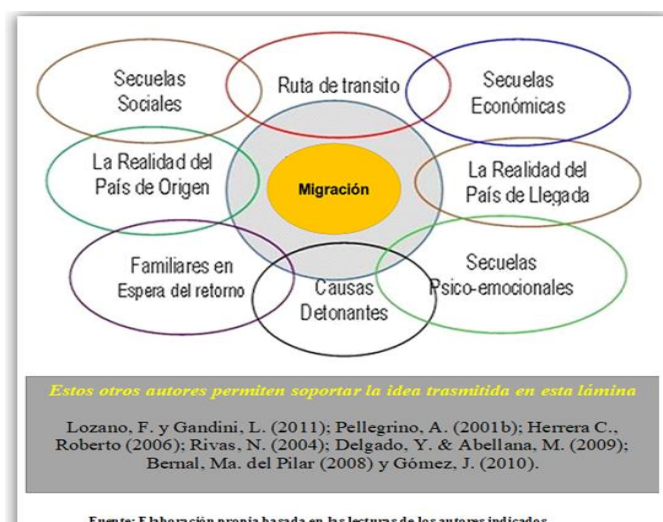 Secuelas
Sociales
Ruta de transito
Secuelas
Económicas
La Realidad del
País de Origen
Migración
La Realidad del
País de Llegada
Familiares en
Espera del retorno
Causas
Detonantes
Secuelas
Psico-emocionales
Estos otros autores permiten soportar la idea trasmitida en esta lámina
Lozano, F. y Gandini, L. (2011); Pellegrino, A. (2001b); Herrera C.,
Roberto (2006); Rivas, N. (2004); Delgado, Y. & Abellana, M. (2009);
Bernal, Ma. del Pilar (2008) y Gómez, J. (2010).
Fuente: Elaboración propia basada en las lecturas de los autores indicados